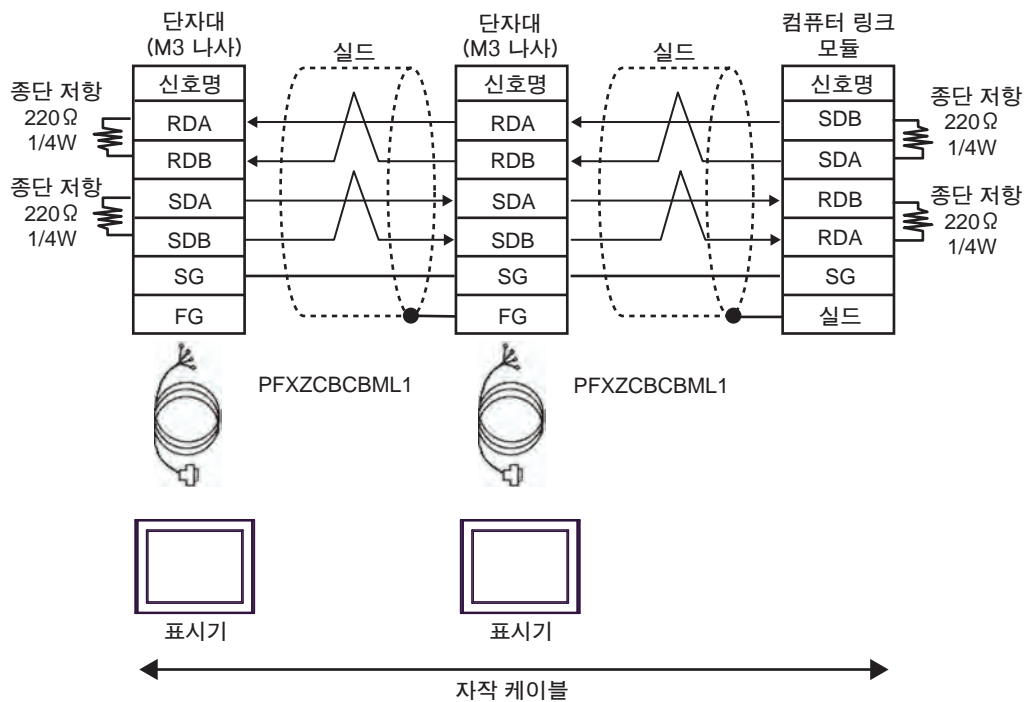 단자대
(M3 나사)
단자대
(M3 나사)
컴퓨터 링크
모듈
실드
실드
종단 저항
220Ω
1/4W
종단 저항
220Ω
1/4W
신호명
RDA
RDB
SDA
SDB
SG
FG
신호명
RDA
RDB
SDA
SDB
SG
FG
신호명
SDB
SDA
RDB
RDA
SG
실드
종단 저항
220Ω
1/4W
종단 저항
220Ω
1/4W
PFXZCBCBML1
PFXZCBCBML1
표시기
표시기
자작 케이블